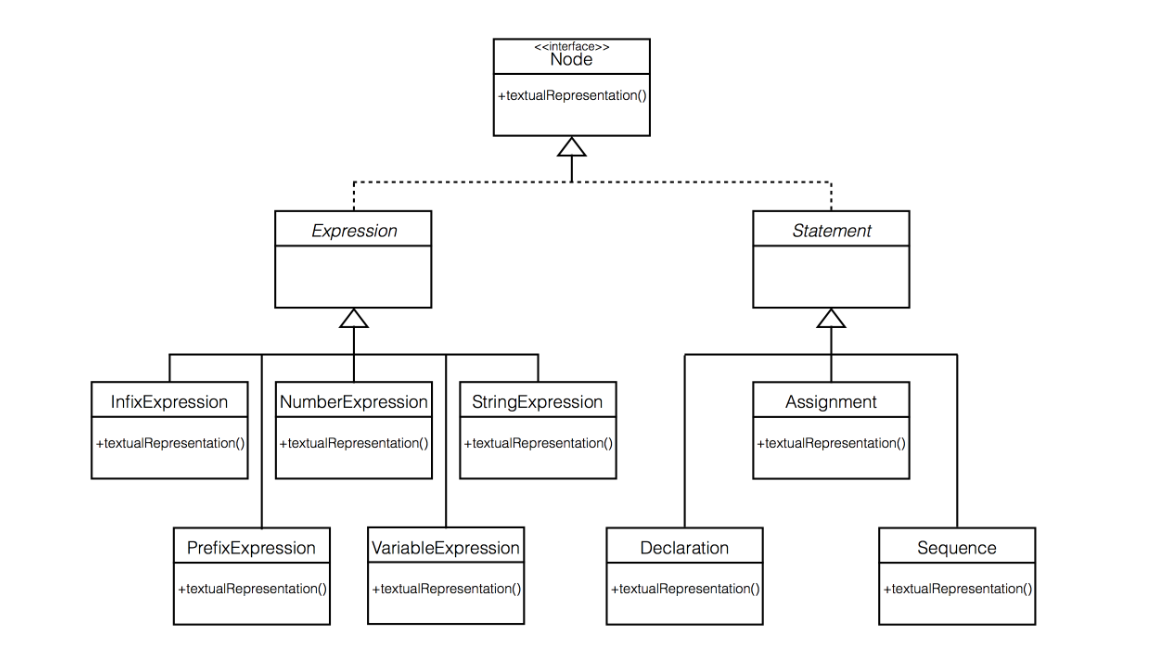 <<interface>>
Node
+textualRepresentation()
Expression
Statement
InfixExpression
+textualRepresentation()
NumberExpression
+textualRepresentation()
StringExpression
+textualRepresentation()
Assignment
+textualRepresentation()
PrefixExpression
+textualRepresentation()
VariableExpression
+textualRepresentation()
Declaration
+textualRepresentation()
Sequence
+textualRepresentation()